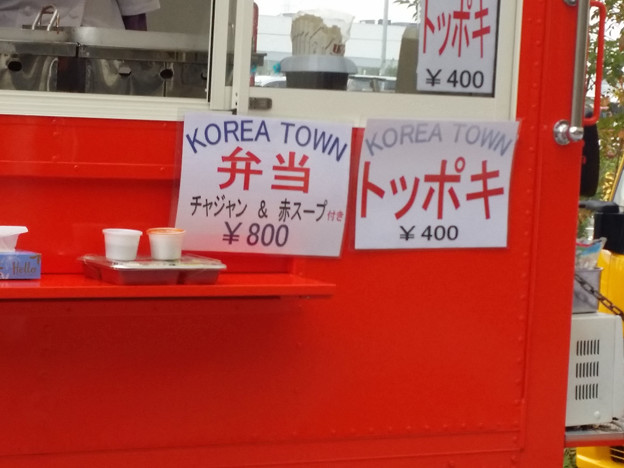 トッポキ
￥400
KOREA TOWN
弁当
チャジャン & 赤スープ付き
￥800
KOREA TOWN
トッポキ
￥400
Hello